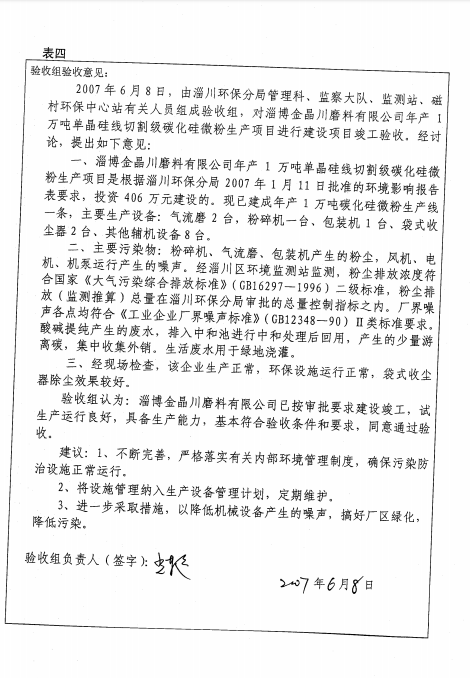 表四
验收组验收意见：
2007年6月8日，由淄川环保分局管理科、监察大队、监测站、磁
村环保中心站有关人员组成验收组，对淄博金晶川磨料有限公司年产 1
万吨单晶硅线切割级碳化硅微粉生产项目进行建设项目竣工验收。经讨
论，提出如下意见：
一、淄博金晶川磨料有限公司年产 1 万吨单晶硅线切割级碳化硅微
粉生产项目是根据淄川环保分局 2007 年 1 月 11 日批准的环境影响报告
表要求，投资 406 万元建设的。现已建成年产 1 万吨碳化硅微粉生产线
一条，主要生产设备：气流磨 2 台，粉碎机一台、包装机 1 台、袋式收
尘器 2 台、其他辅机设备 8 台。
二、主要污染物：粉碎机、气流磨、包装机产生的粉尘，风机、电
机、机泵运行产生的噪声。经淄川区环境监测站监测，粉尘排放浓度符
合国家《大气污染综合排放标准》（GB16297—1996）二级标准，粉尘排
放（监测推算）总量在淄川环保分局审批的总量控制指标之内。厂界噪
声各点均符合《工业企业厂界噪声标准》（GB12348—90）Ⅱ类标准要求。
酸碱提纯产生的废水，排入中和池进行中和处理后回用，产生的少量游
离碳，集中收集外销。生活废水用于绿地浇灌。
三、经现场检查，该企业生产正常，环保设施运行正常，袋式收尘
器除尘效果较好。
验收组认为：淄博金晶川磨料有限公司已按审批要求建设竣工，试
生产运行良好，具备生产能力，基本符合验收条件和要求，同意通过验
收。
建议：1、不断完善，严格落实有关内部环境管理制度，确保污染防
治设施正常运行。
2、将设施管理纳入生产设备管理计划，定期维护。
3、进一步采取措施，以降低机械设备产生的噪声，搞好厂区绿化，
降低污染。
验收组负责人（签字）：
2007年6月8日